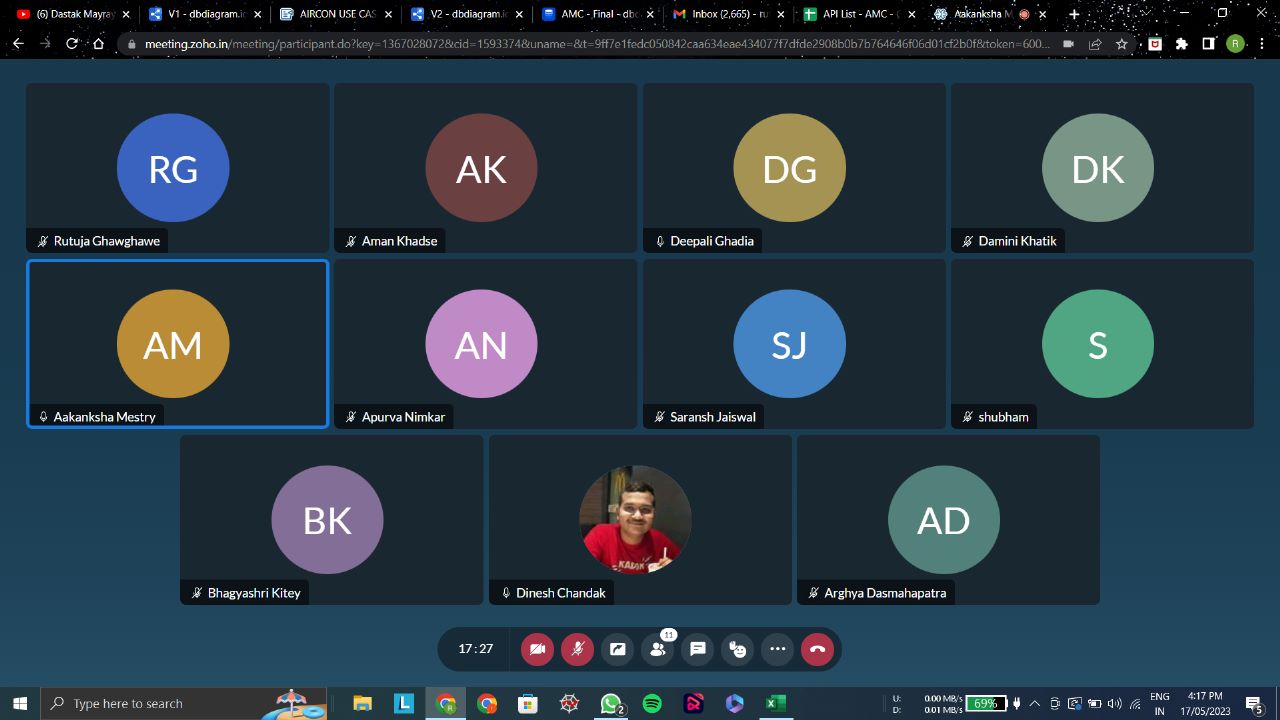 (6) Dastak Mayray
V1 - dbdiagram.io
AIRCON USE CAS
V2 - dbdiagram.io
AMC - Final - dbd
Inbox (2,665) - ru
API List - AMC - G
Aakanksha M
meeting.zoho.in/meeting/participant.do?key=1367028072&id=1593374&uname=&t=9ff7e1fedc050842caa634eae434077f7dfde2908b0b7b764646f06d01cf2b0f&token=600...
R
RG
AK
DG
DK
Rutuja Ghawghawe
Aman Khadse
Deepali Ghadia
Damini Khatik
AM
AN
SJ
S
Aakanksha Mestry
Apurva Nimkar
Saransh Jaiswal
shubham
BK
AD
Bhagyashri Kitey
Dinesh Chandak
Arghya Dasmahapatra
17:27
11
Type here to search
L
2
U: 0.00 MB/s
D: 0.01 MB/s
69%
ENG
IN
4:17 PM
17/05/2023
5